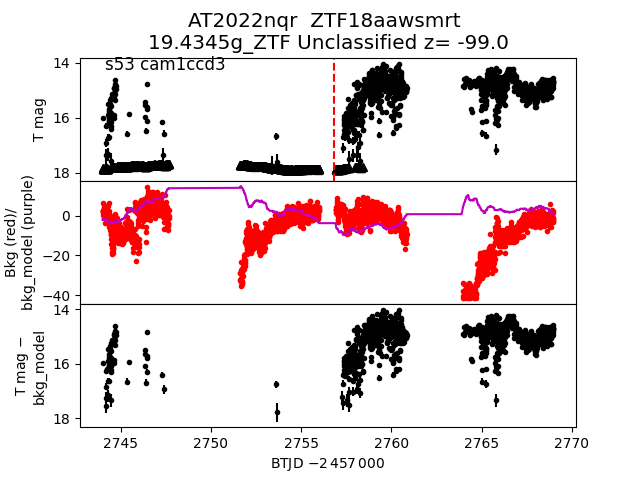 AT2022nqr  ZTF18aawsmrt
19.4345g_ZTF Unclassified z= -99.0
s53 cam1ccd3
14
16
18
T mag
0
−20
−40
Bkg (red)/
bkg_model (purple)
14
16
18
T mag −
bkg_model
2745
2750
2755
2760
2765
2770
BTJD −2 457 000